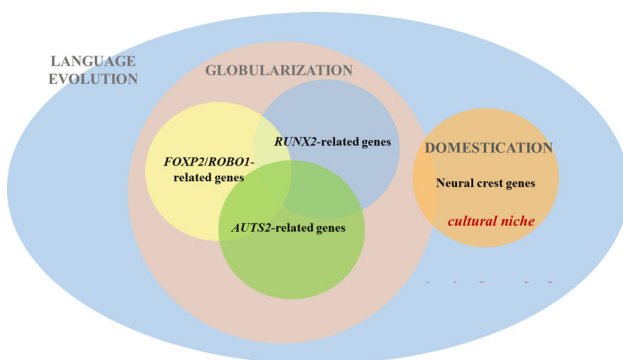 LANGUAGE
EVOLUTION
GLOBULARIZATION
RUNX2-related genes
FOXP2/ROBO1-
related genes
AUTS2-related genes
DOMESTICATION
Neural crest genes
cultural niche